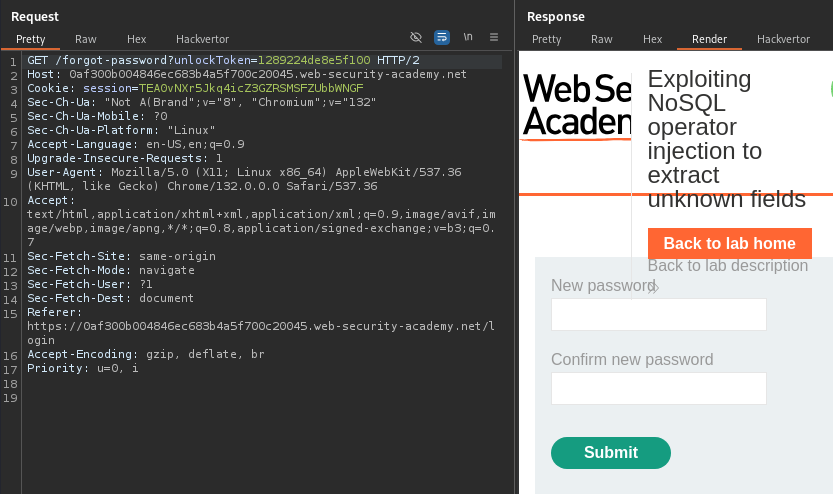 Request
Pretty Raw Hex Hackvertor \n
1 GET /forgot-password?unlockToken=1289224de8e5f100 HTTP/2
2 Host: 0af300b004846ec683b4a5f700c20045.web-security-academy.net
3 Cookie: session=TEA0vNXr5Jkq4icZ3GZRSMSFZUbbWNGF
4 Sec-Ch-Ua: "Not A(Brand";v="8", "Chromium";v="132"
5 Sec-Ch-Ua-Mobile: ?0
6 Sec-Ch-Ua-Platform: "Linux"
7 Accept-Language: en-US,en;q=0.9
8 Upgrade-Insecure-Requests: 1
9 User-Agent: Mozilla/5.0 (X11; Linux x86_64) AppleWebKit/537.36
(KHTML, like Gecko) Chrome/132.0.0.0 Safari/537.36
10 Accept:
text/html,application/xhtml+xml,application/xml;q=0.9,image/avif,im
age/webp,image/apng,*/*;q=0.8,application/signed-exchange;v=b3;q=0.
7
11 Sec-Fetch-Site: same-origin
12 Sec-Fetch-Mode: navigate
13 Sec-Fetch-User: ?1
14 Sec-Fetch-Dest: document
15 Referer:
https://0af300b004846ec683b4a5f700c20045.web-security-academy.net/l
ogin
16 Accept-Encoding: gzip, deflate, br
17 Priority: u=0, i
18
19
Response
Pretty Raw Hex Render Hackvertor
Web Se
Academ
Exploiting
NoSQL
operator
injection to
extract
unknown fields
Back to lab home
Back to lab description
New password
Confirm new password
Submit